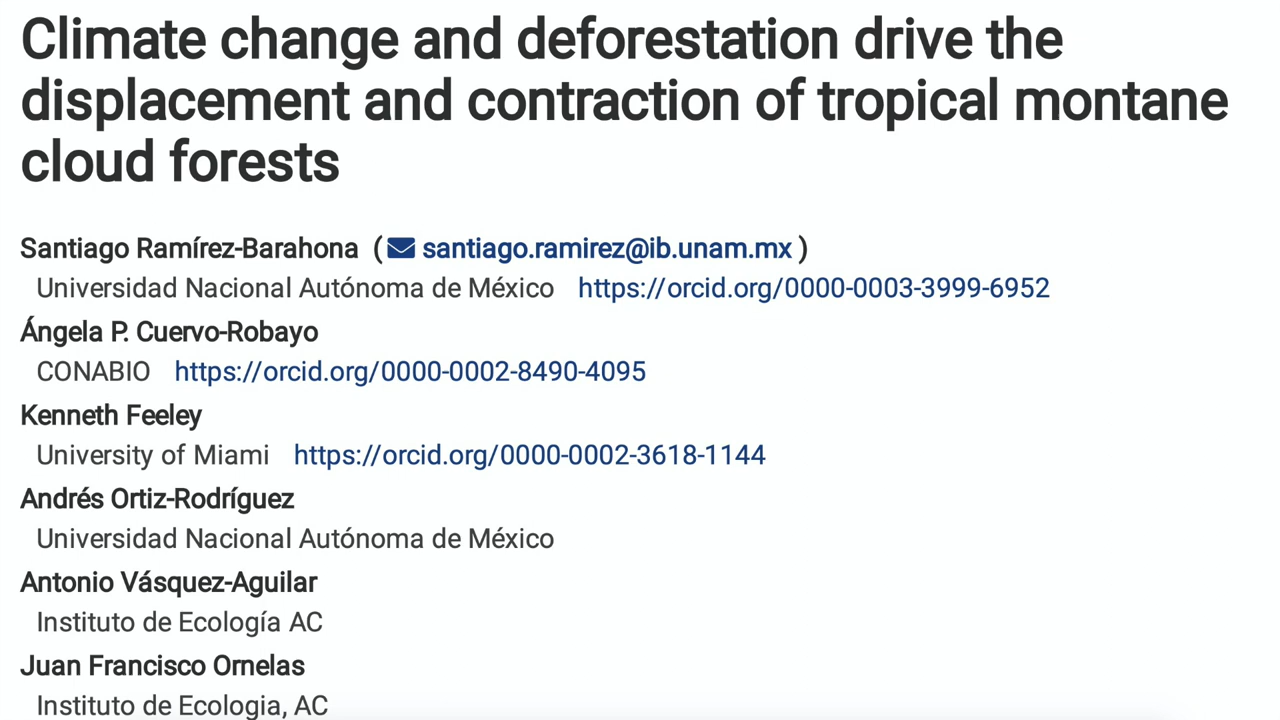 Climate change and deforestation drive the
displacement and contraction of tropical montane
cloud forests
Santiago Ramírez-Barahona ( santiago.ramirez@ib.unam.mx )
Universidad Nacional Autónoma de México https://orcid.org/0000-0003-3999-6952
Ángela P. Cuervo-Robayo
CONABIO https://orcid.org/0000-0002-8490-4095
Kenneth Feeley
University of Miami https://orcid.org/0000-0002-3618-1144
Andrés Ortiz-Rodríguez
Universidad Nacional Autónoma de México
Antonio Vásquez-Aguilar
Instituto de Ecología AC
Juan Francisco Ornelas
Instituto de Ecologia, AC